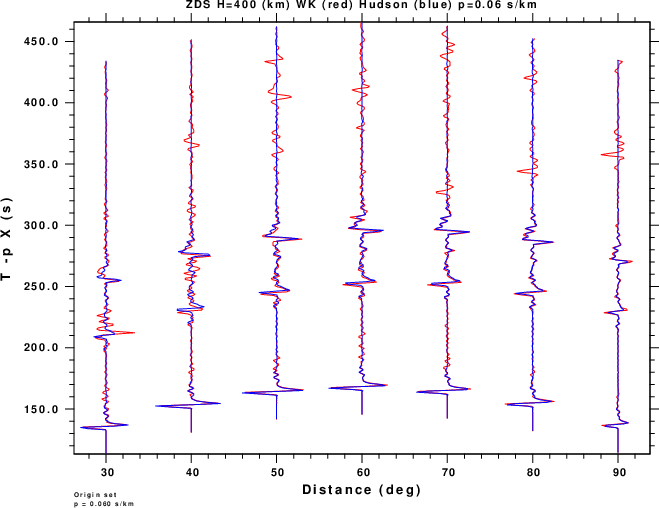 ZDS H=400 (km) WK (red) Hudson (blue) p=0.06 s/km
450.0
400.0
350.0
300.0
250.0
200.0
150.0
T -p X (s)
30 40 50 60 70 80 90
Distance (deg)
Origin set
p = 0.060 s/km